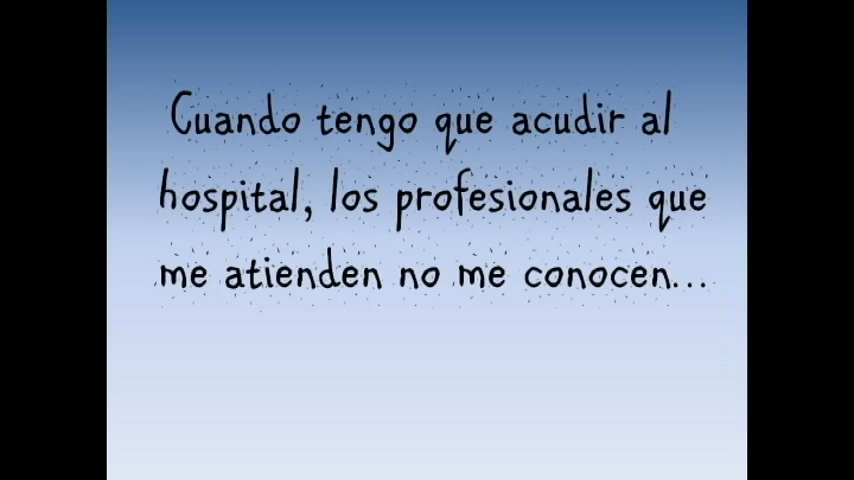 Cuando tengo que acudir al
hospital, los profesionales que
me atienden no me conocen...